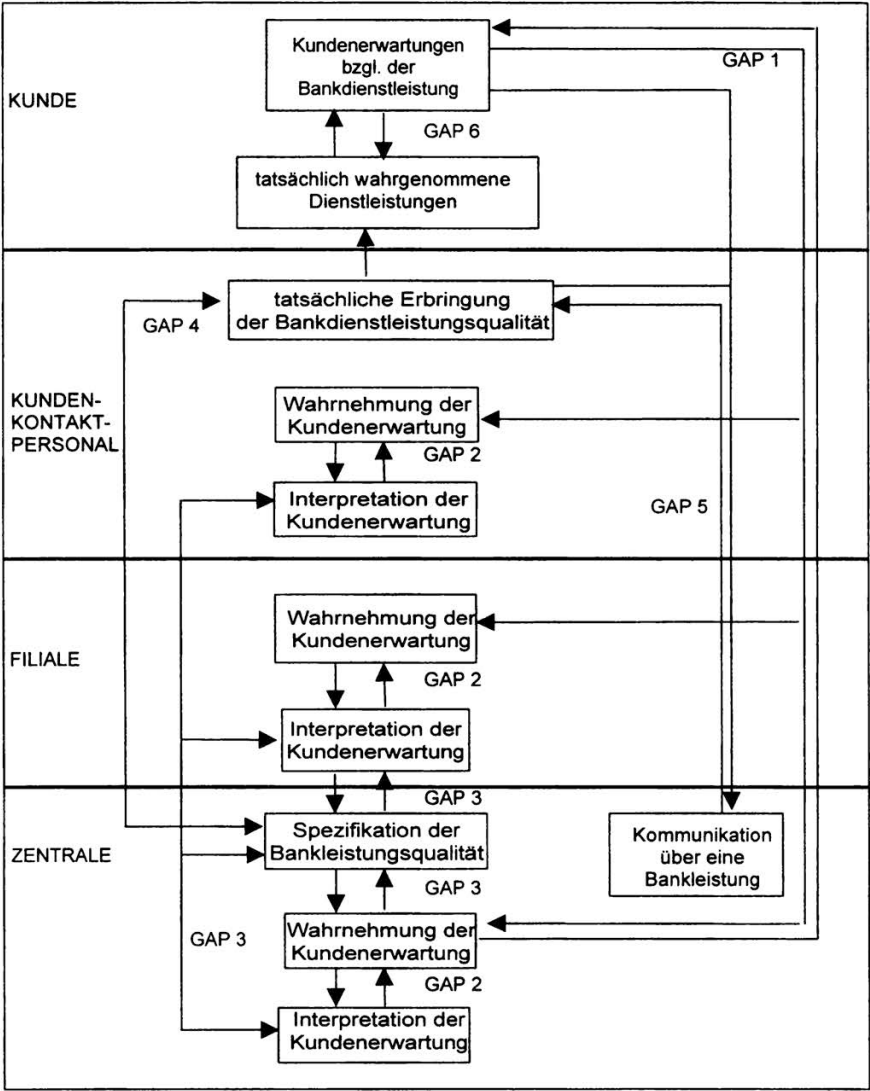 Kundenerwartungen
bzgl. der
Bankdienstleistung
GAP 1
KUNDE
GAP 6
tatsächlich wahrgenommene
Dienstleistungen
tatsächliche Erbringung
der Bankdienstleistungsqualität
GAP 4
KUNDEN-
KONTAKT-
PERSONAL
Wahrnehmung der
Kundenerwartung
GAP 2
Interpretation der
Kundenerwartung
GAP 5
Wahrnehmung der
Kundenerwartung
FILIALE
GAP 2
Interpretation der
Kundenerwartung
GAP 3
Spezifikation der
Bankleistungsqualität
Kommunikation
über eine
Bankleistung
ZENTRALE
GAP 3
Wahrnehmung der
Kundenerwartung
GAP 3
GAP 2
Interpretation der
Kundenerwartung